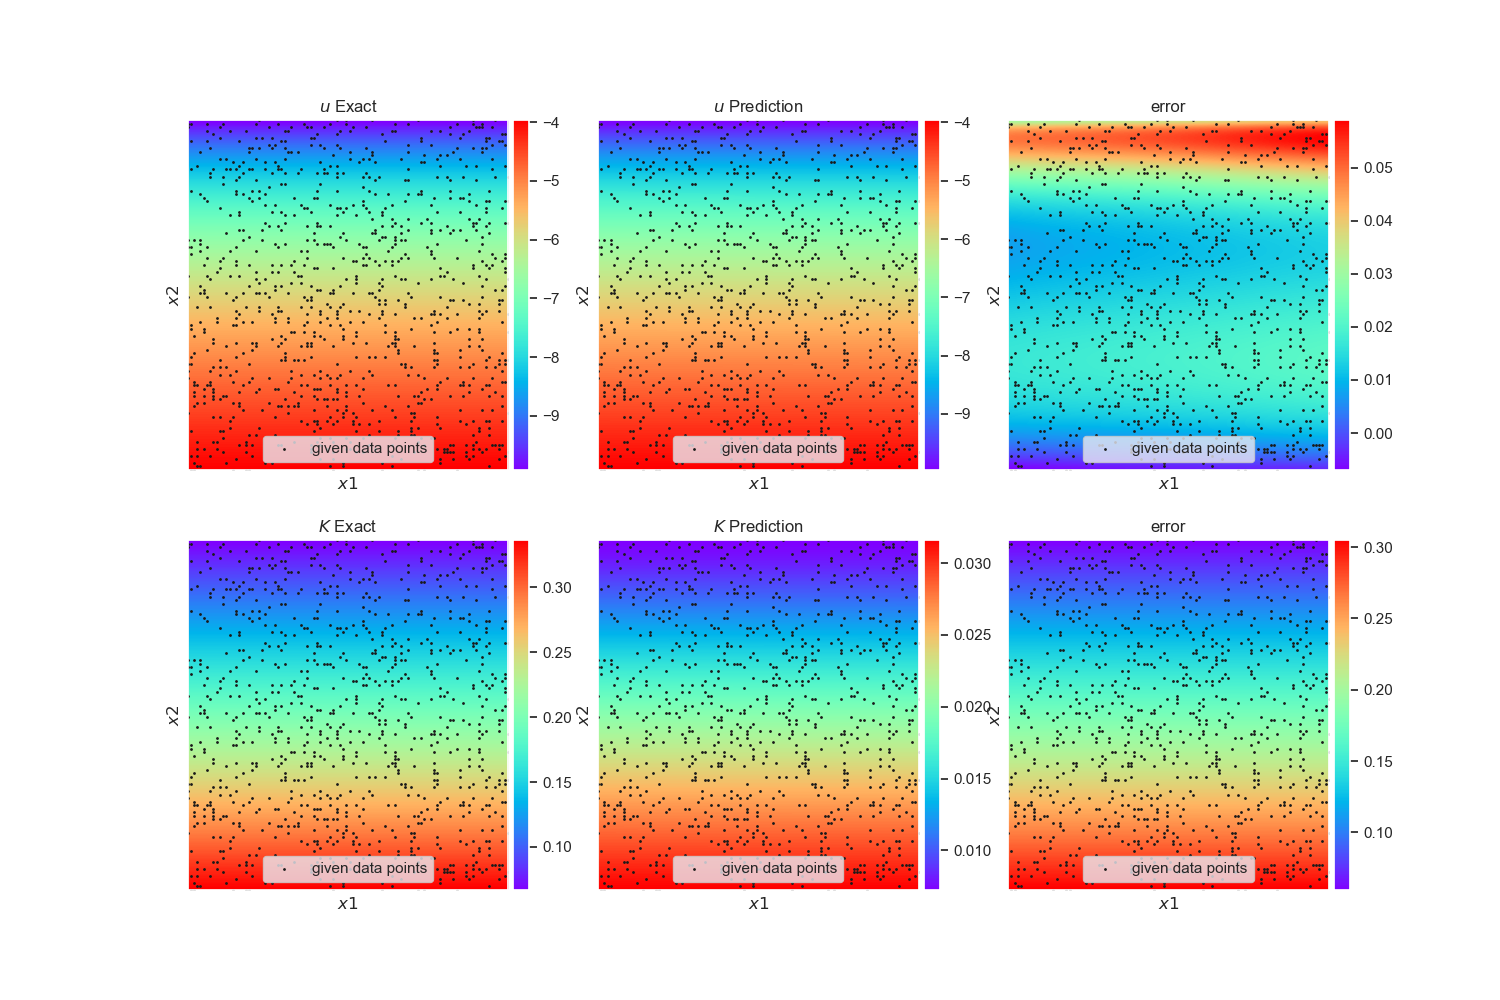 u Exact
u Prediction
error
−4
−5
−6
−7
−8
−9
−4
−5
−6
−7
−8
−9
0.05
0.04
0.03
0.02
0.01
0.00
x2
x2
x2
given data points
given data points
given data points
x1
x1
x1
K Exact
K Prediction
error
0.30
0.25
0.20
0.15
0.10
0.030
0.025
0.020
0.015
0.010
0.30
0.25
0.20
0.15
0.10
x2
x2
x2
given data points
given data points
given data points
x1
x1
x1